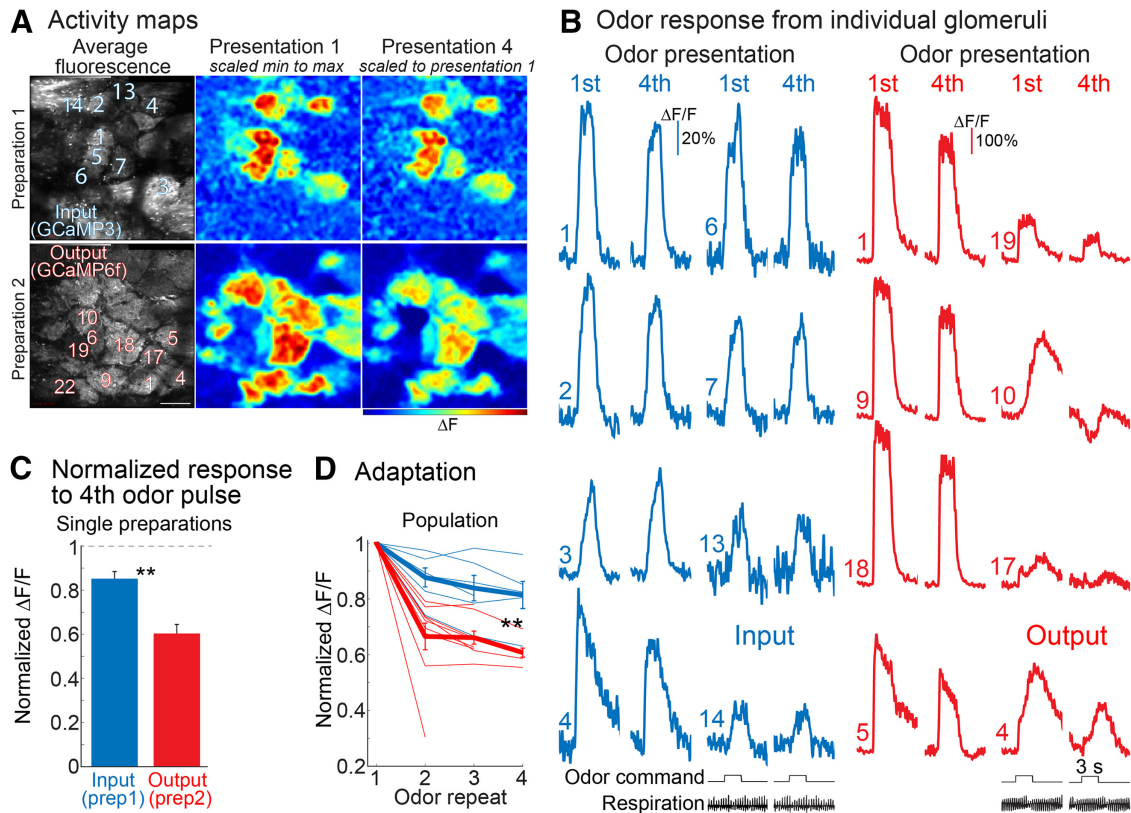 A Activity maps
Average
fluorescence
Presentation 1
scaled min to max
Presentation 4
scaled to presentation 1
Preparation 1
13
14 2 4
1
5
6 7
3
Input
(GCaMP3)
Preparation 2
Output
(GCaMP6f)
10
6 5
19 18 17
22 9 1 4
ΔF
B Odor response from individual glomeruli
Odor presentation
1st 4th 1st 4th
ΔF/F
20%
1 6
2 7
3 13
Input
4 14
Odor command
Respiration
Odor presentation
1st 4th 1st 4th
ΔF/F
100%
1 19
9 10
18 17
Output
5 4
3 s
C Normalized response
to 4th odor pulse
Single preparations
Normalized ΔF/F
1
0.8
0.6
0.4
0.2
0
**
Input
(prep1)
Output
(prep2)
D Adaptation
Population
Normalized ΔF/F
1
0.8
0.6
0.4
0.2
**
1 2 3 4
Odor repeat